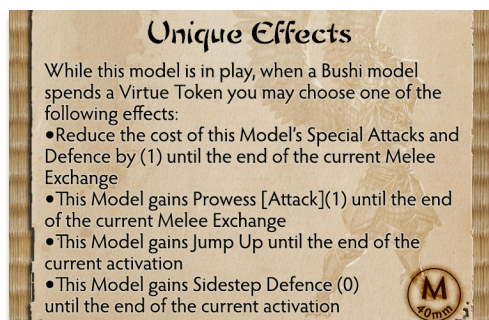 Unique Effects
While this model is in play, when a Bushi model
spends a Virtue Token you may choose one of the
following effects:
•Reduce the cost of this Model's Special Attacks and
Defence by (1) until the end of the current Melee
Exchange
•This Model gains Prowess [Attack](1) until the end
of the current Melee Exchange
•This Model gains Jump Up until the end of the
current activation
•This Model gains Sidestep Defence (0)
until the end of the current activation
M
40mm